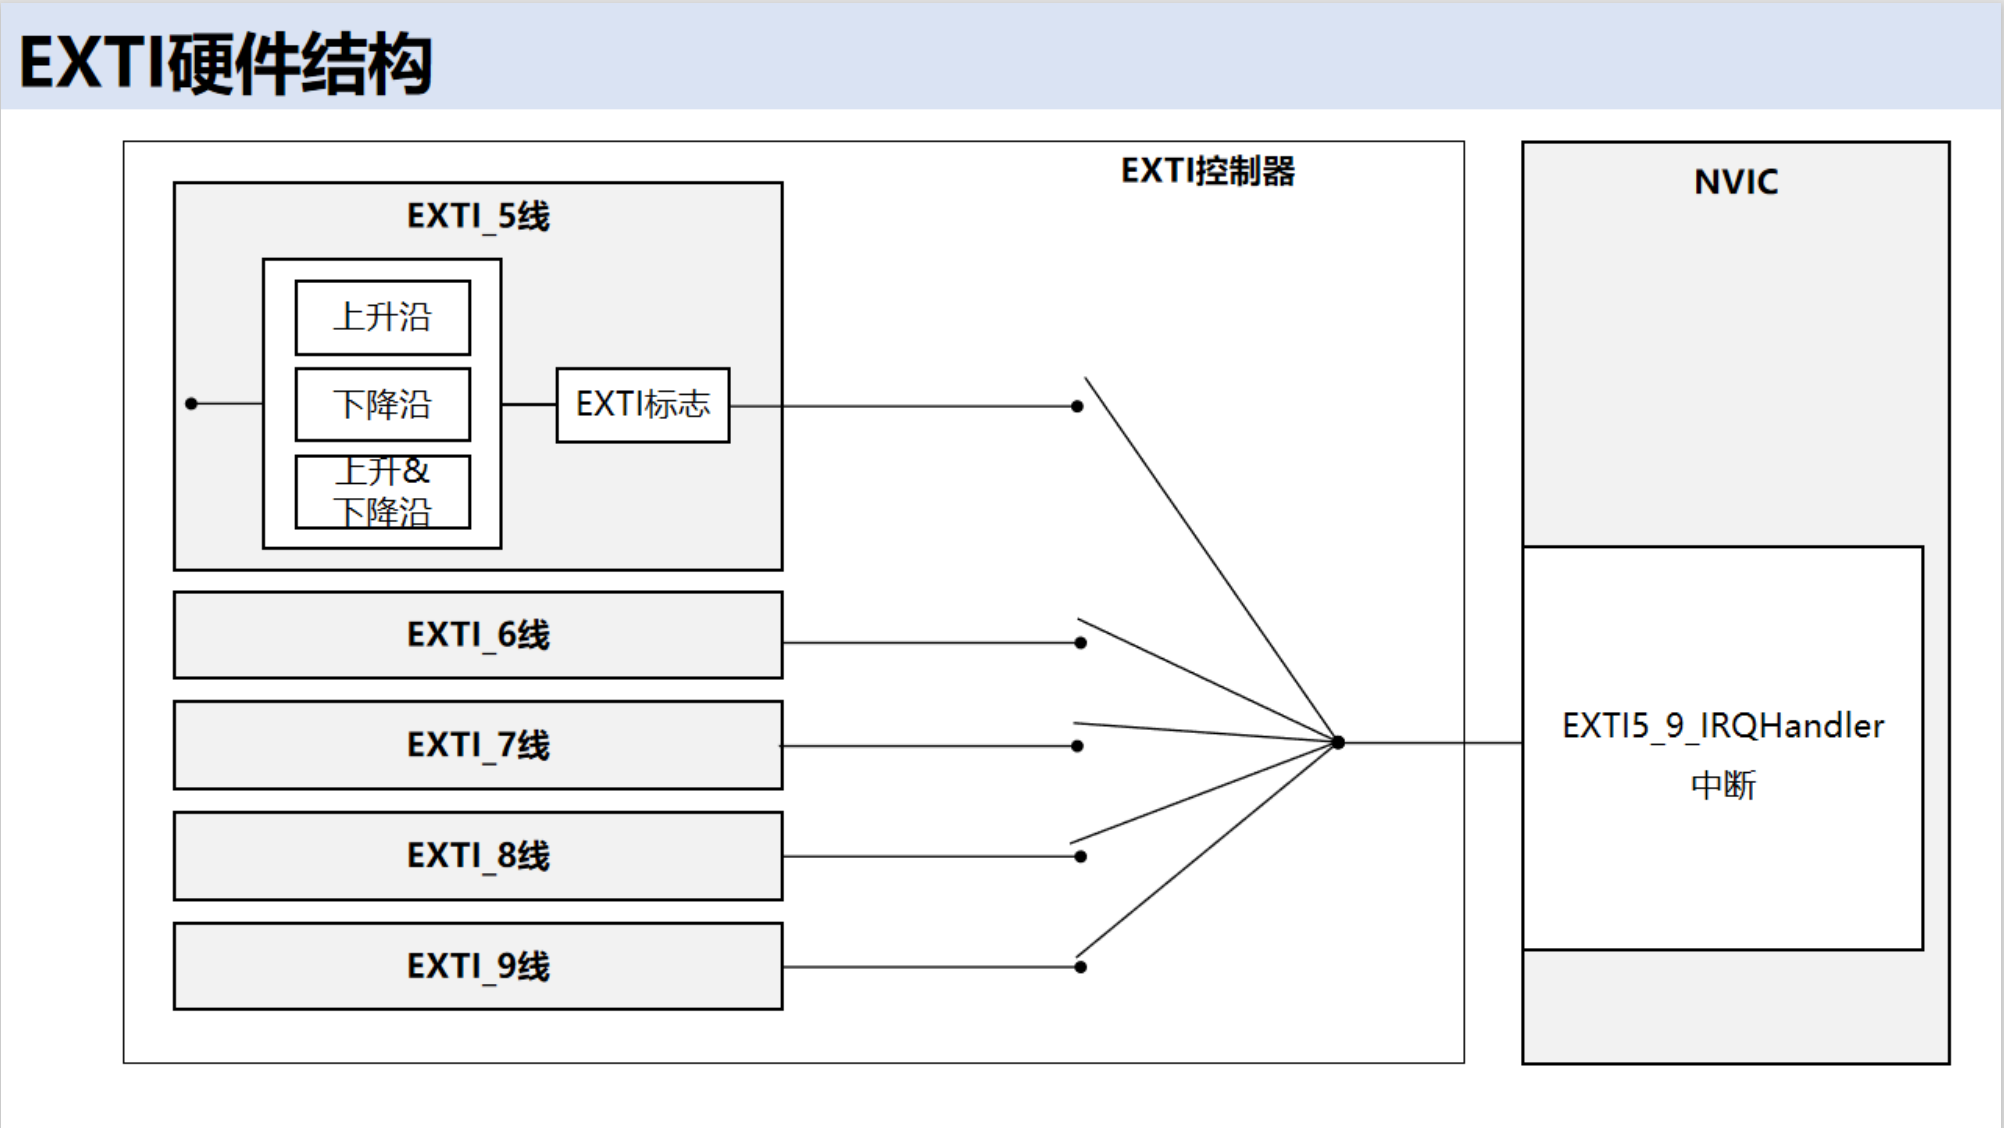 EXTI硬件结构
EXTI控制器
NVIC
EXTI_5线
上升沿
下降沿
上升&
下降沿
EXTI标志
EXTI_6线
EXTI_7线
EXTI_8线
EXTI_9线
EXTI5_9_IRQHandler
中断